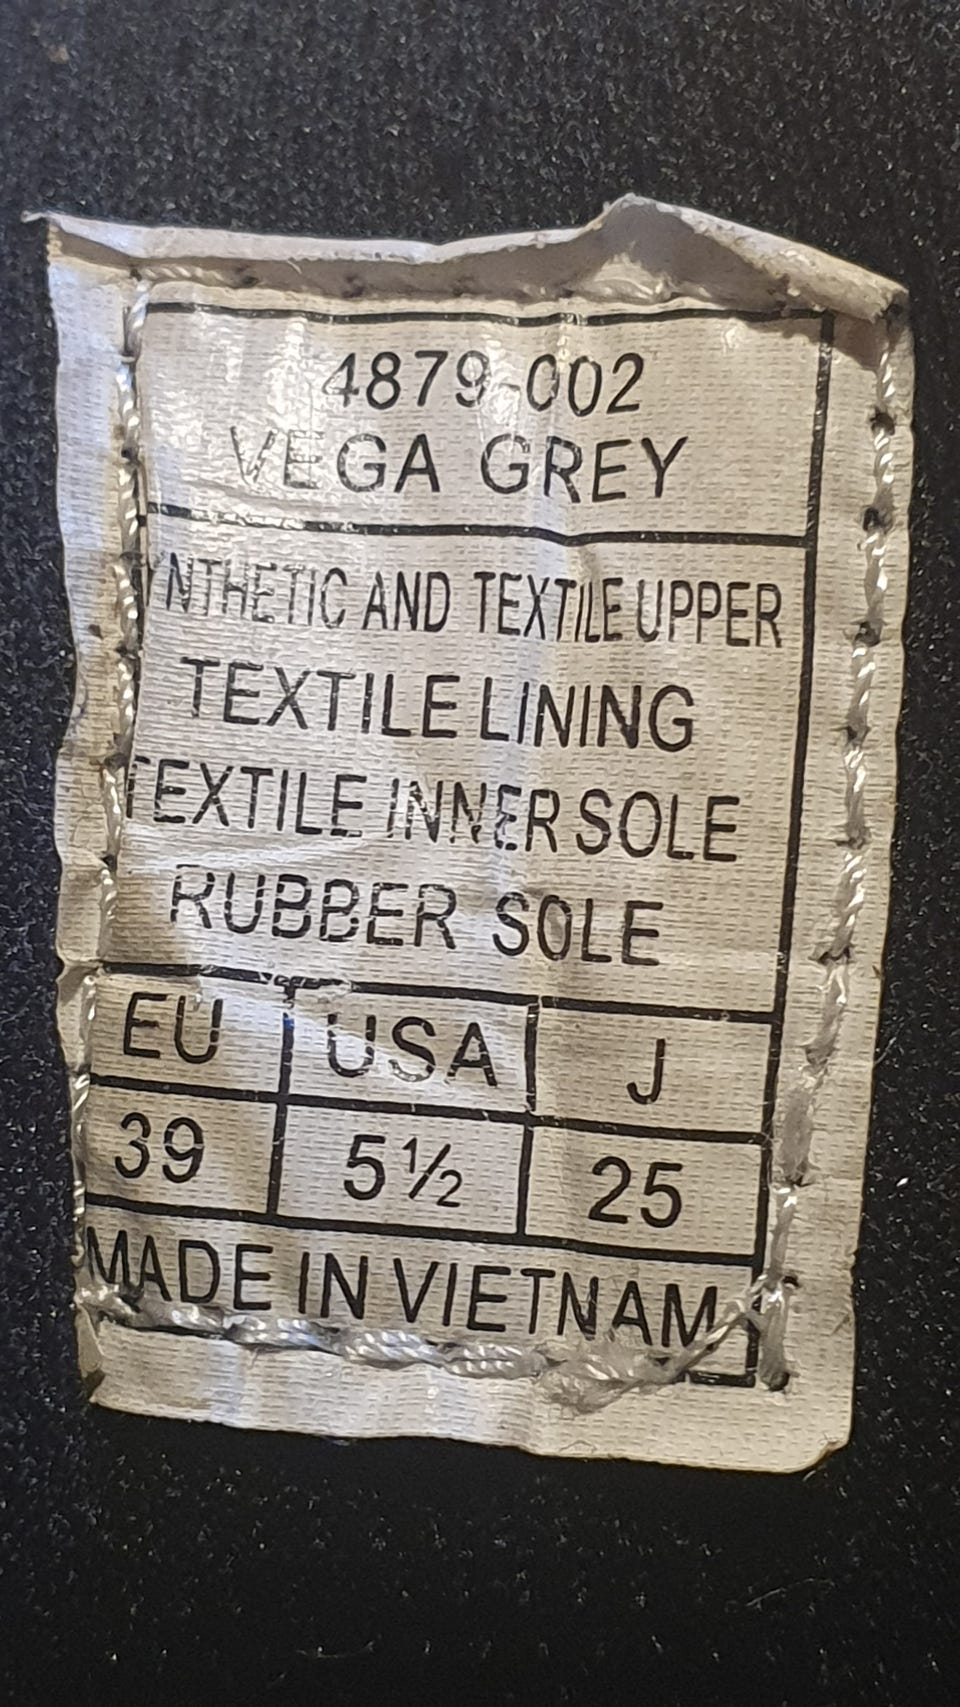 4879-002
VEGA GREY
YNTHETIC AND TEXTILE UPPER
TEXTILE LINING
TEXTILE INNER SOLE
RUBBER SOLE
EU USA J
39 5½ 25
MADE IN VIETNAM